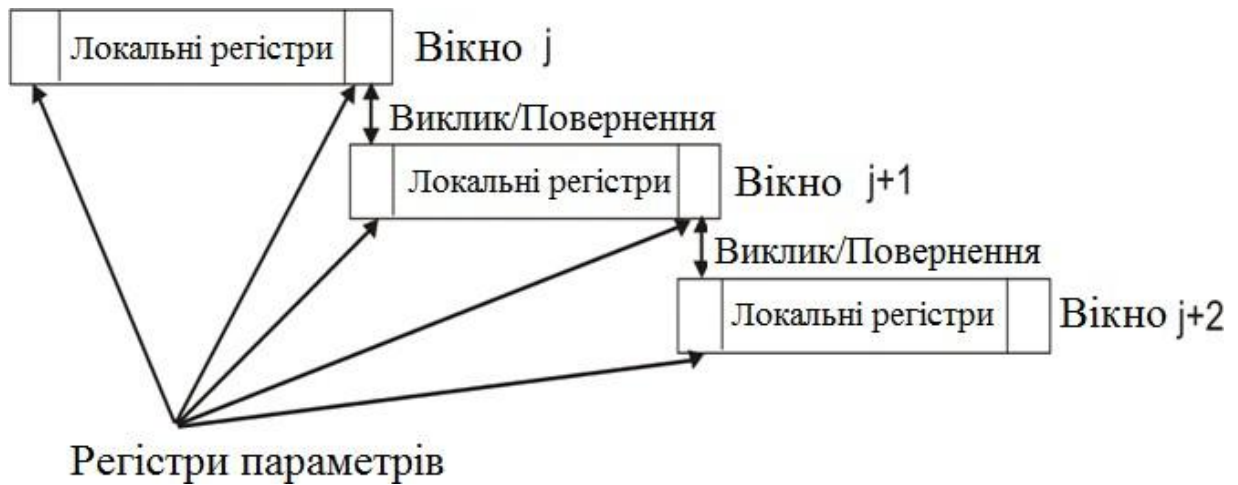 Локальні регістри Вікно j
Виклик/Повернення
Локальні регістри Вікно j+1
Виклик/Повернення
Локальні регістри Вікно j+2
Регістри параметрів